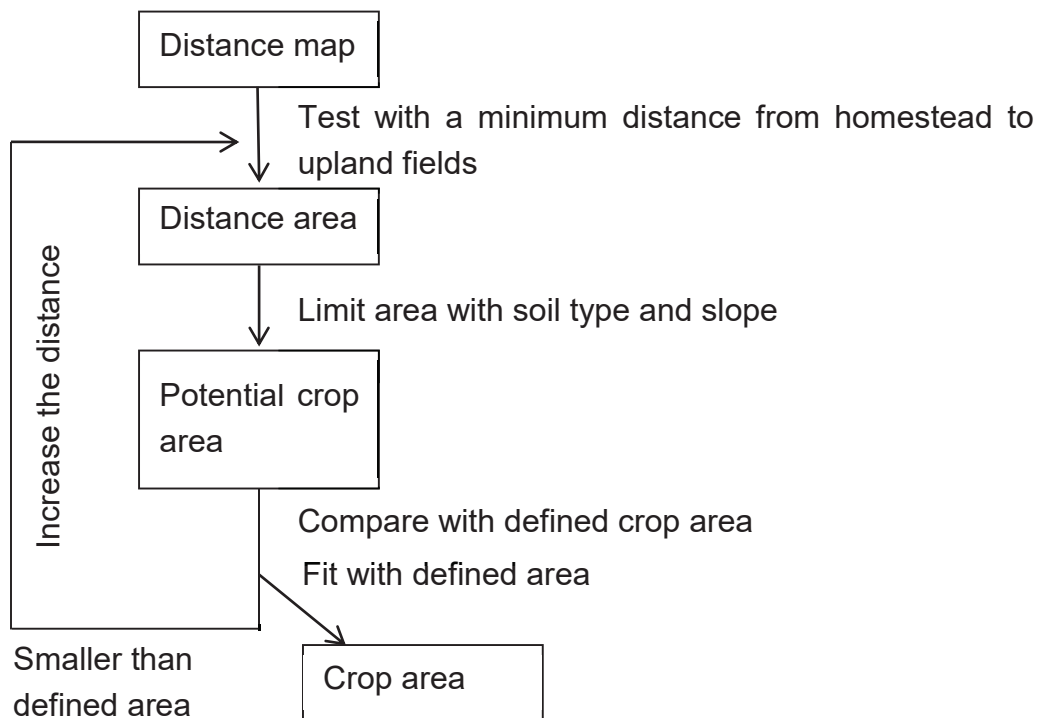 Distance map
Test with a minimum distance from homestead to
upland fields
Distance area
Limit area with soil type and slope
Increase the distance
Potential crop
area
Compare with defined crop area
Fit with defined area
Smaller than
defined area
Crop area